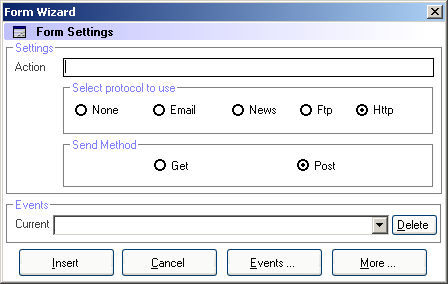 Form Wizard
Form Settings
Settings
Action
Select protocol to use
None Email News Ftp Http
Send Method
Get Post
Events
Current Delete
Insert Cancel Events ... More ...